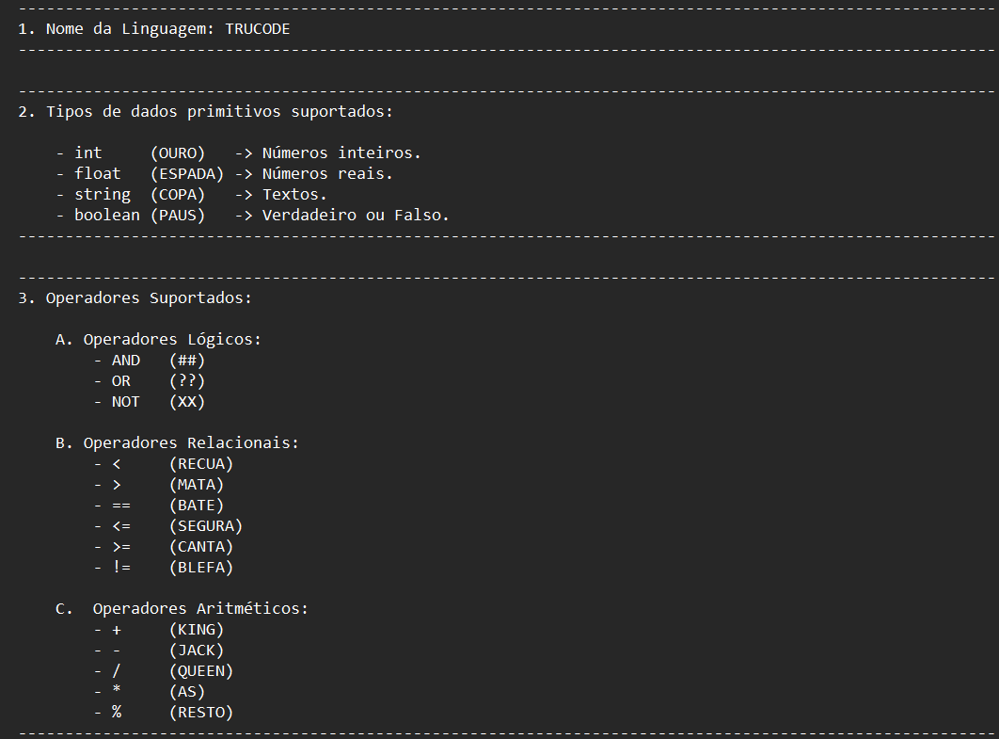 --------------------------------------------------------------------------------------------------------
1. Nome da Linguagem: TRUCODE
--------------------------------------------------------------------------------------------------------
--------------------------------------------------------------------------------------------------------
2. Tipos de dados primitivos suportados:
- int (OURO) -> Números inteiros.
- float (ESPADA) -> Números reais.
- string (COPA) -> Textos.
- boolean (PAUS) -> Verdadeiro ou Falso.
--------------------------------------------------------------------------------------------------------
--------------------------------------------------------------------------------------------------------
3. Operadores Suportados:
A. Operadores Lógicos:
- AND (##)
- OR (??)
- NOT (XX)
B. Operadores Relacionais:
- < (RECUA)
- > (MATA)
- == (BATE)
- <= (SEGURA)
- >= (CANTA)
- != (BLEFA)
C. Operadores Aritméticos:
- + (KING)
- - (JACK)
- / (QUEEN)
- * (AS)
- % (RESTO)
--------------------------------------------------------------------------------------------------------